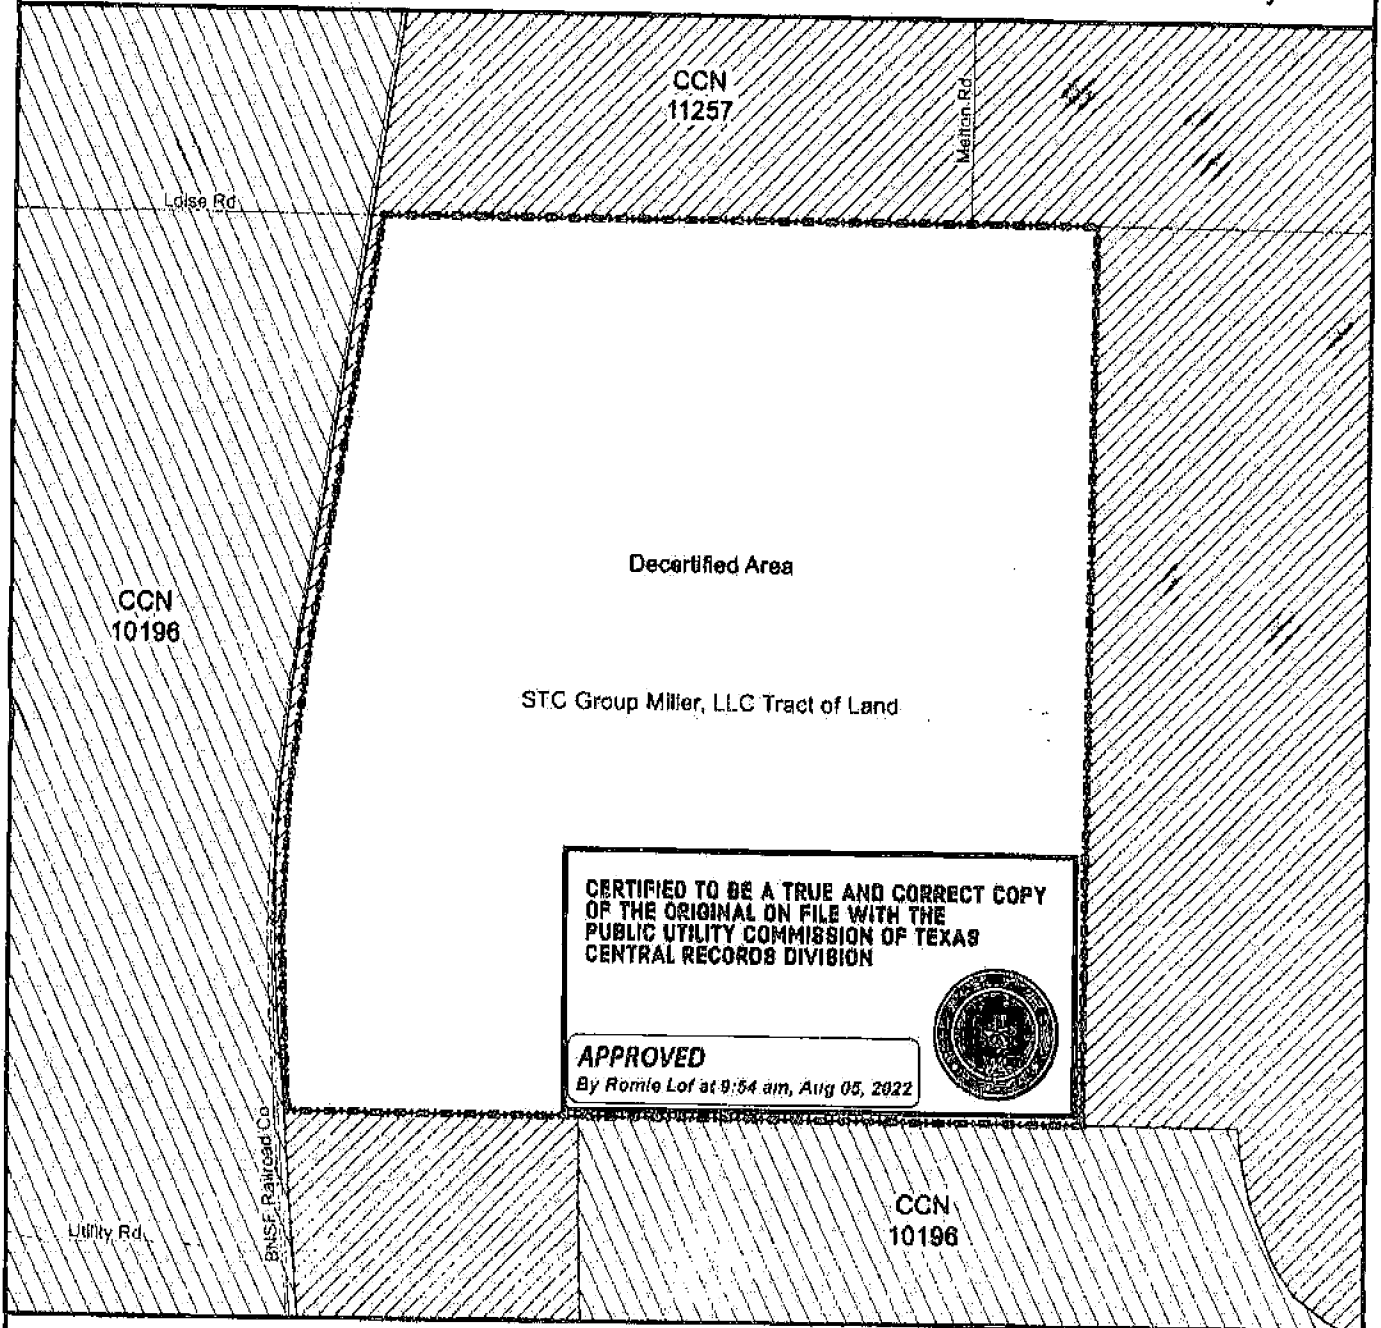 CCN
11257
Melton Rd
Loise Rd
Decertified Area
CCN
10196
STC Group Miller, LLC Tract of Land
CERTIFIED TO BE A TRUE AND CORRECT COPY
OF THE ORIGINAL ON FILE WITH THE
PUBLIC UTILITY COMMISSION OF TEXAS
CENTRAL RECORDS DIVISION
APPROVED
By Romie Lof at 9:54 am, Aug 05, 2022
BNSF Railroad Co
CCN
10196
Utility Rd